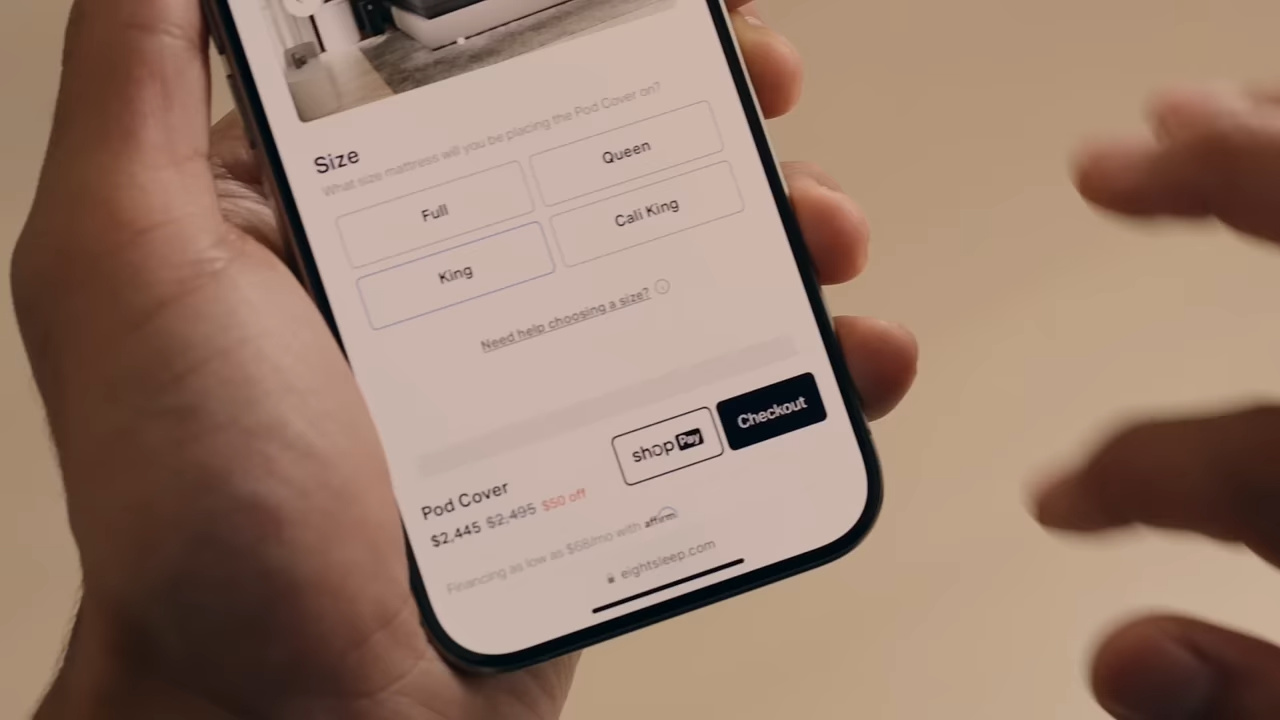 Size
What size mattress will you be placing the Pod Cover on?
Full
Queen
King
Cali King
Need help choosing a size?
shop Pay
Checkout
Pod Cover
$2,445 $2,495 $50 off
Financing as low as $68/mo with affirm
eightsleep.com